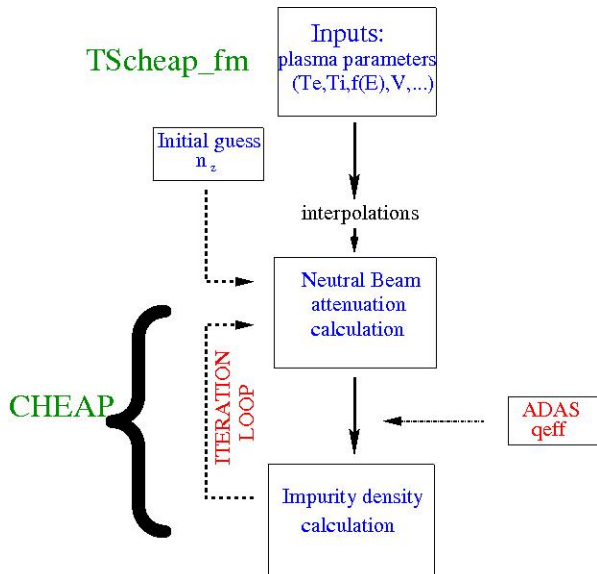 Inputs:
plasma parameters
(Te,Ti,f(E),V,...)
TScheap_fm
Initial guess
n z
interpolations
Neutral Beam
attenuation
calculation
CHEAP
ITERATION
LOOP
ADAS
qeff
Impurity density
calculation